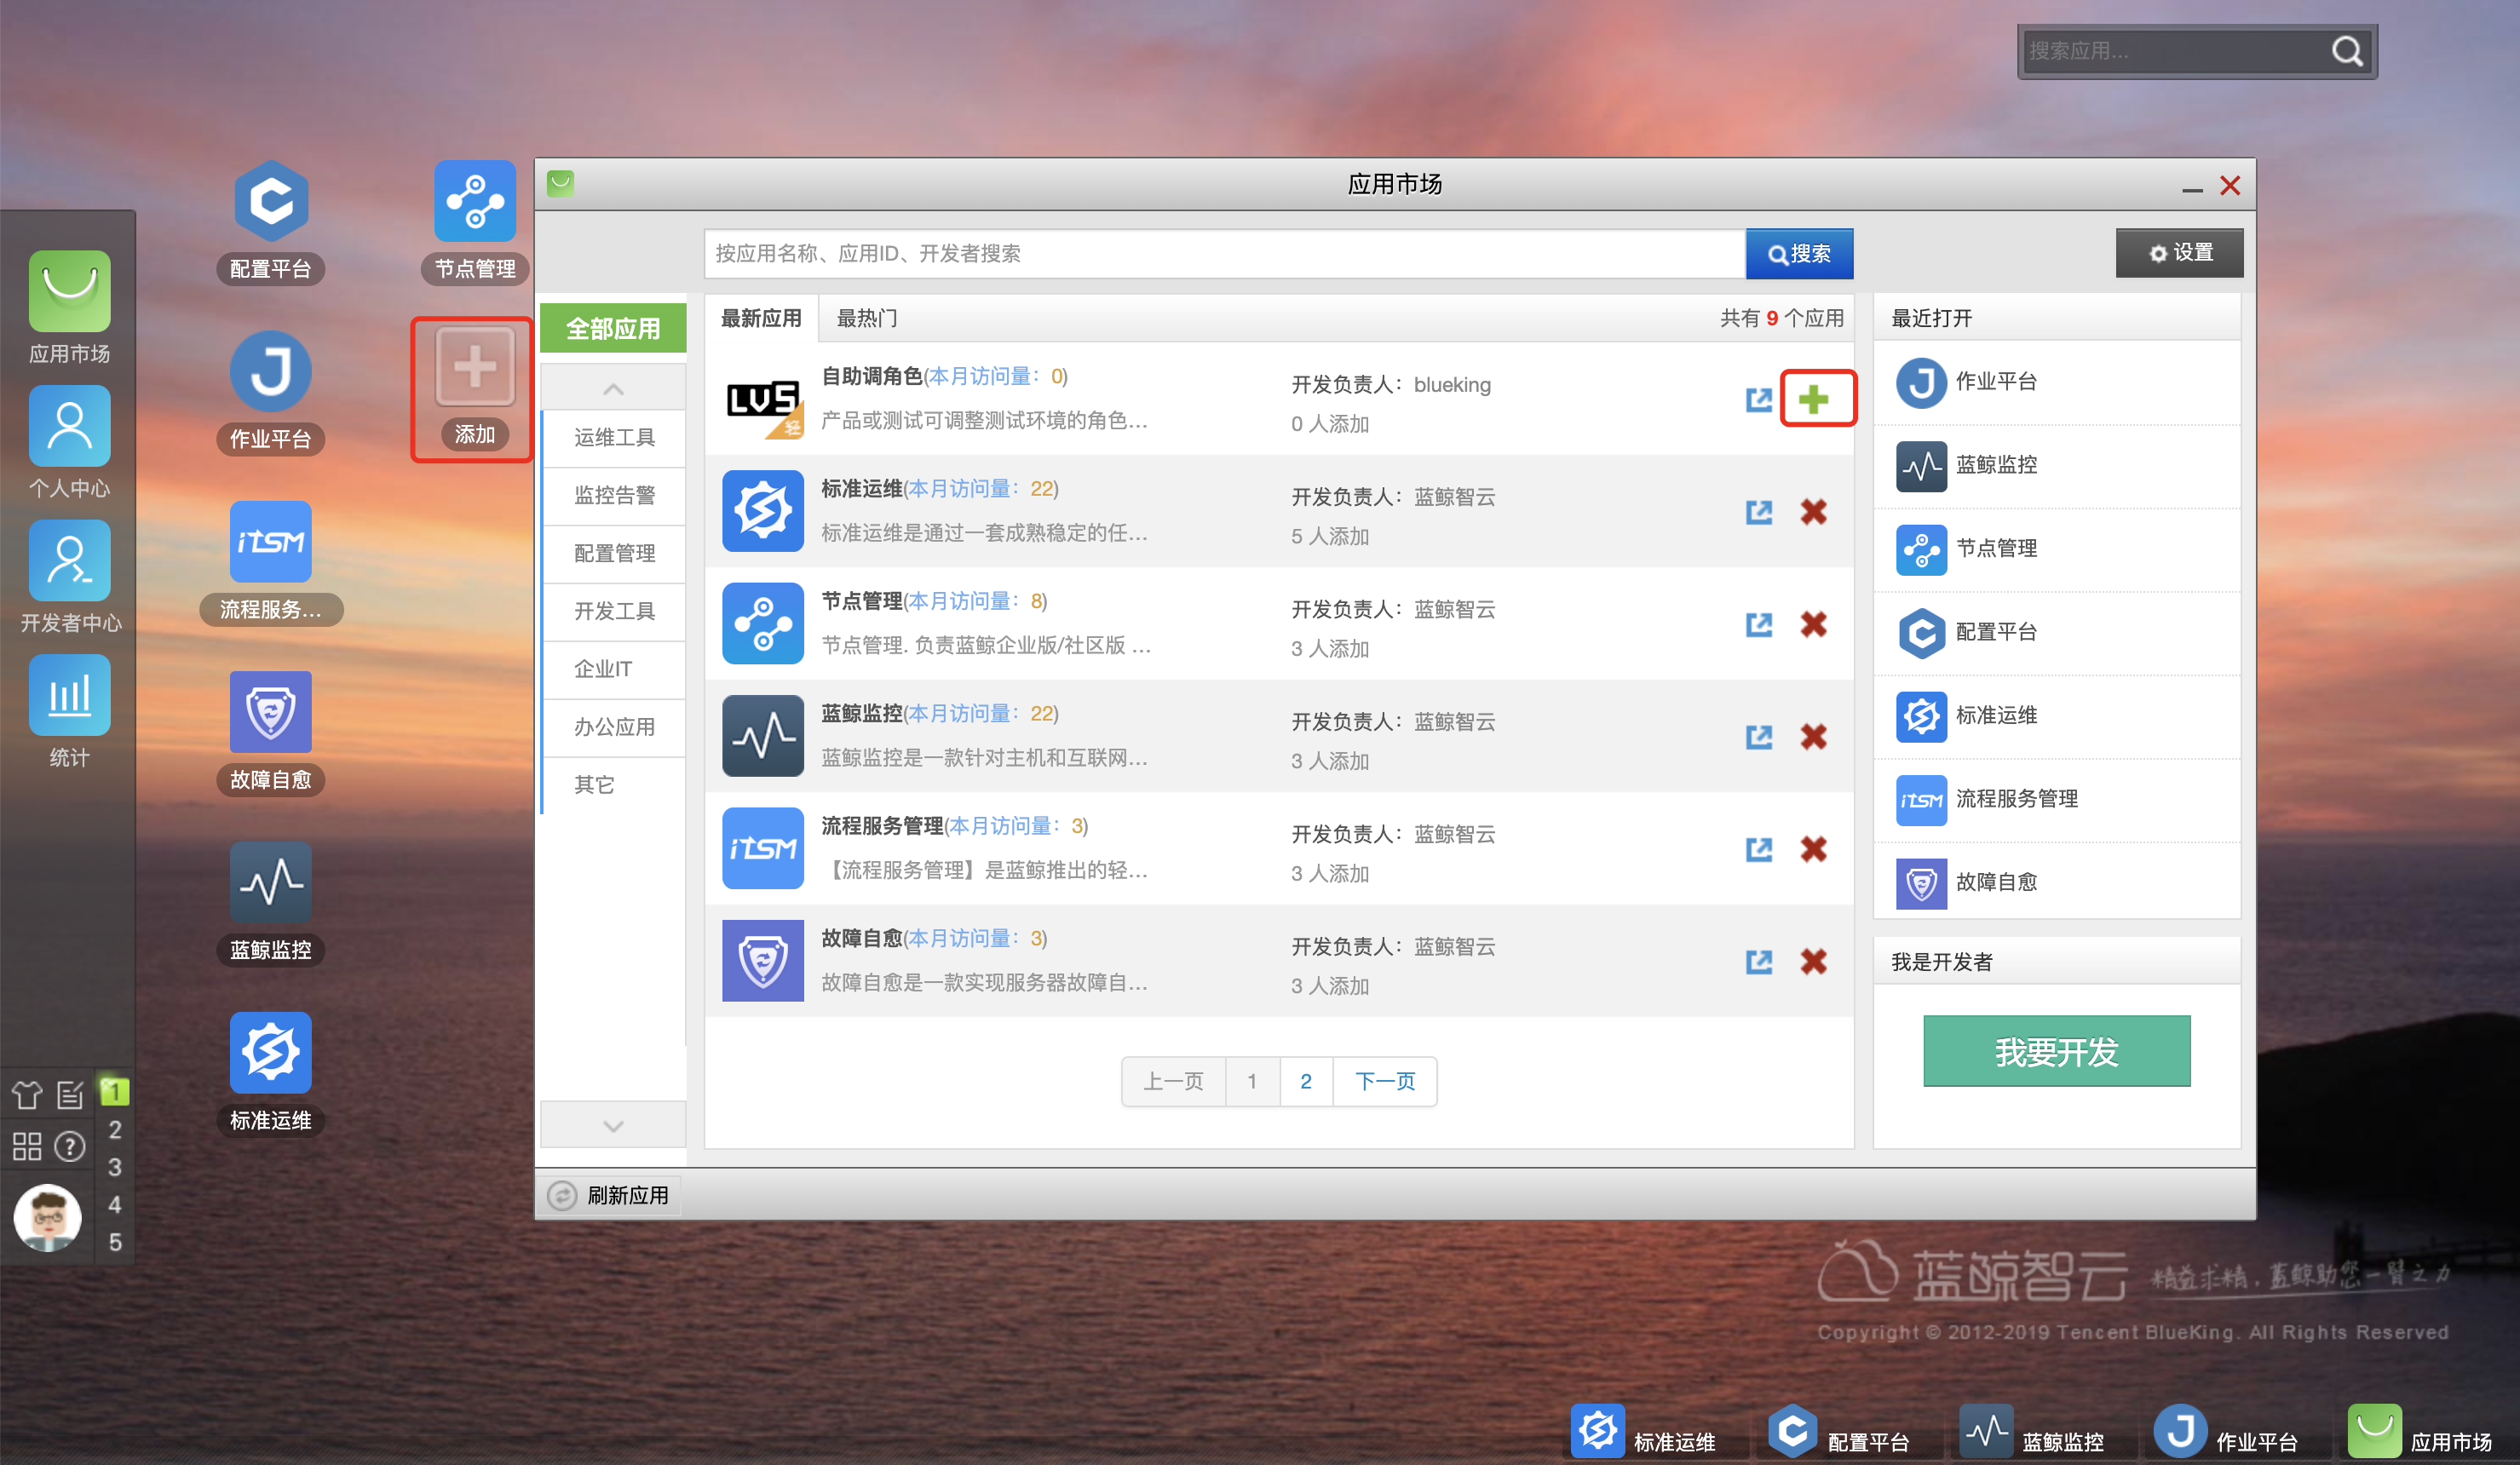 搜索应用...
应用市场
个人中心
开发者中心
统计
1
2
3
4
5
配置平台
作业平台
iTSM
流程服务...
故障自愈
蓝鲸监控
标准运维
节点管理
添加
应用市场
按应用名称、应用ID、开发者搜索
搜索
设置
全部应用
运维工具
监控告警
配置管理
开发工具
企业IT
办公应用
其它
最新应用
最热门
共有 9 个应用
LVS
轻
自助调角色(本月访问量：0)
产品或测试可调整测试环境的角色...
开发负责人：blueking
0 人添加
标准运维(本月访问量：22)
标准运维是通过一套成熟稳定的任...
开发负责人：蓝鲸智云
5 人添加
节点管理(本月访问量：8)
节点管理. 负责蓝鲸企业版/社区版 ...
开发负责人：蓝鲸智云
3 人添加
蓝鲸监控(本月访问量：22)
蓝鲸监控是一款针对主机和互联网...
开发负责人：蓝鲸智云
3 人添加
iTSM
流程服务管理(本月访问量：3)
【流程服务管理】是蓝鲸推出的轻...
开发负责人：蓝鲸智云
3 人添加
故障自愈(本月访问量：3)
故障自愈是一款实现服务器故障自...
开发负责人：蓝鲸智云
3 人添加
上一页
1
2
下一页
最近打开
作业平台
蓝鲸监控
节点管理
配置平台
标准运维
iTSM
流程服务管理
故障自愈
我是开发者
我要开发
刷新应用
蓝鲸智云
精益求精，蓝鲸助您一臂之力
Copyright © 2012-2019 Tencent BlueKing. All Rights Reserved
标准运维
配置平台
蓝鲸监控
作业平台
应用市场